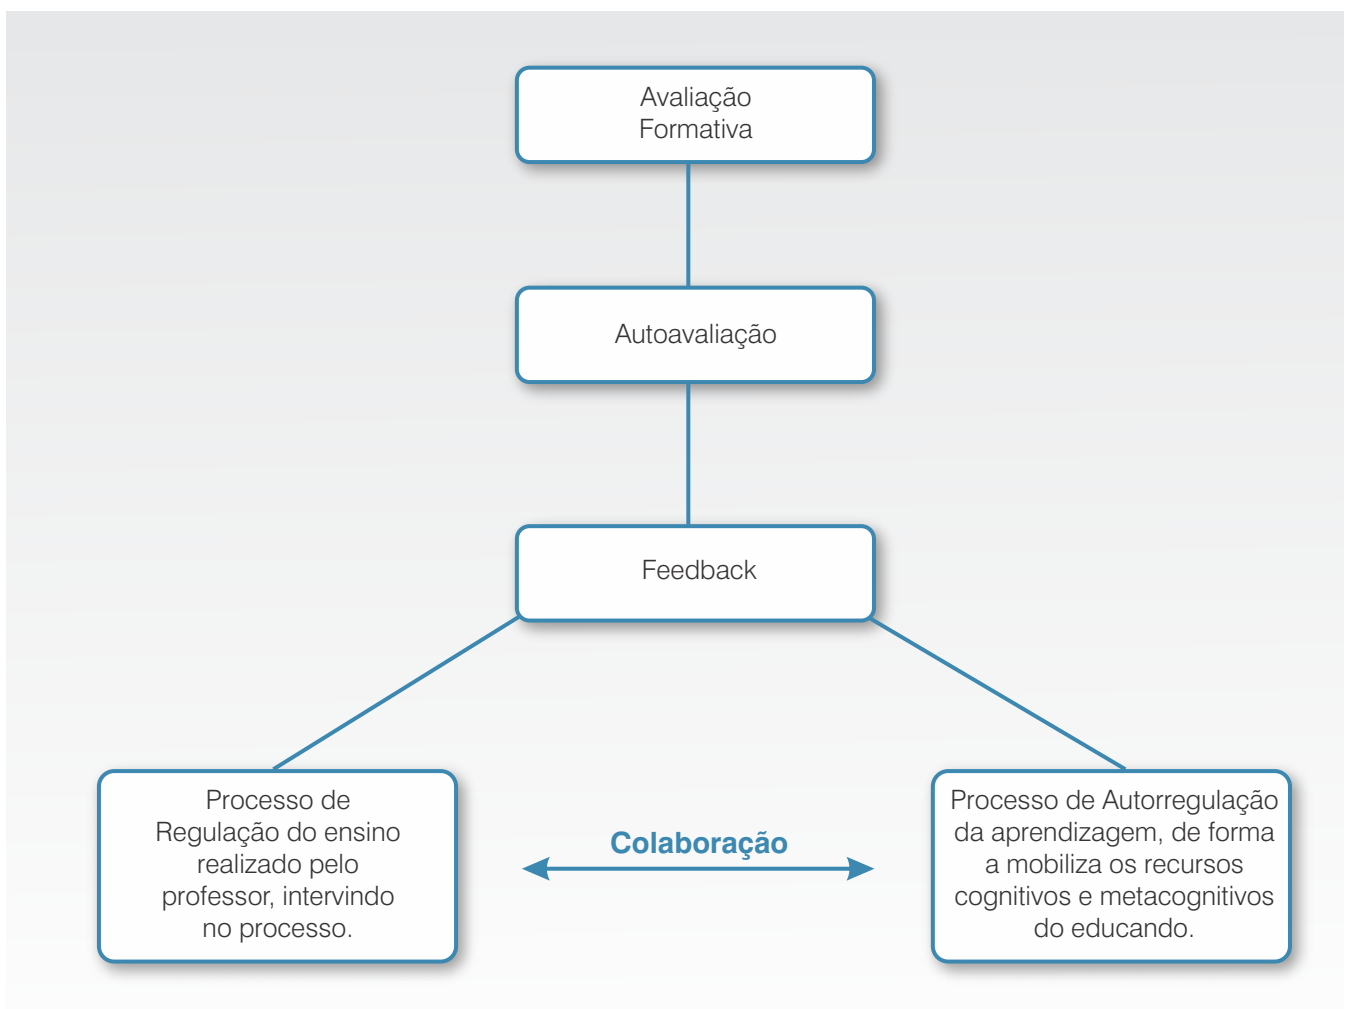 Avaliação
Formativa
Autoavaliação
Feedback
Processo de
Regulação do ensino
realizado pelo
professor, intervindo
no processo.
Colaboração
Processo de Autorregulação
da aprendizagem, de forma
a mobiliza os recursos
cognitivos e metacognitivos
do educando.